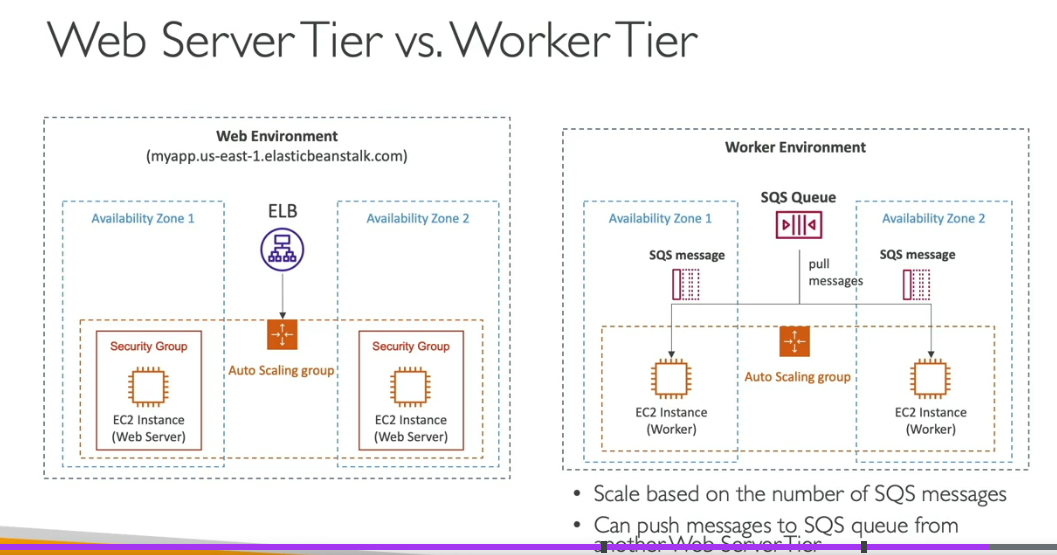 Web Server Tier vs. Worker Tier
Web Environment
(myapp.us-east-1.elasticbeanstalk.com)
Availability Zone 1
ELB
Availability Zone 2
Security Group
Security Group
Auto Scaling group
EC2 Instance
(Web Server)
EC2 Instance
(Web Server)
Worker Environment
SQS Queue
Availability Zone 1
Availability Zone 2
SQS message
SQS message
pull
messages
Auto Scaling group
EC2 Instance
(Worker)
EC2 Instance
(Worker)
• Scale based on the number of SQS messages
• Can push messages to SQS queue from
another Web Server Tier